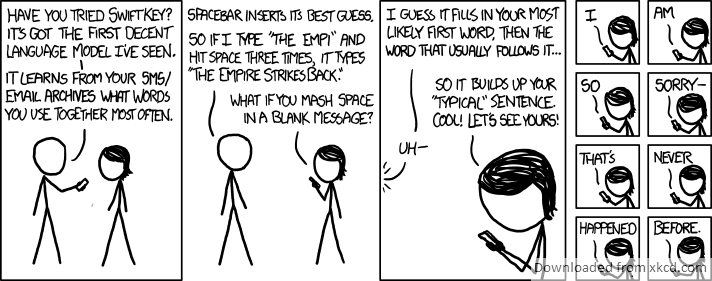 HAVE YOU TRIED SWIFTKEY?
IT'S GOT THE FIRST DECENT
LANGUAGE MODEL I'VE SEEN.
IT LEARNS FROM YOUR SMS/
EMAIL ARCHIVES WHAT WORDS
YOU USE TOGETHER MOST OFTEN.
SPACEBAR INSERTS ITS BEST GUESS.
SO IF I TYPE "THE EMPI" AND
HIT SPACE THREE TIMES, IT TYPES
"THE EMPIRE STRIKES BACK."
WHAT IF YOU MASH SPACE
IN A BLANK MESSAGE?
I GUESS IT FILLS IN YOUR MOST
LIKELY FIRST WORD, THEN THE
WORD THAT USUALLY FOLLOWS IT...
SO IT BUILDS UP YOUR
"TYPICAL" SENTENCE.
COOL! LET'S SEE YOURS!
UH—
I
AM
SO
SORRY—
THAT'S
NEVER
HAPPENED
BEFORE.
Downloaded from xkcd.com